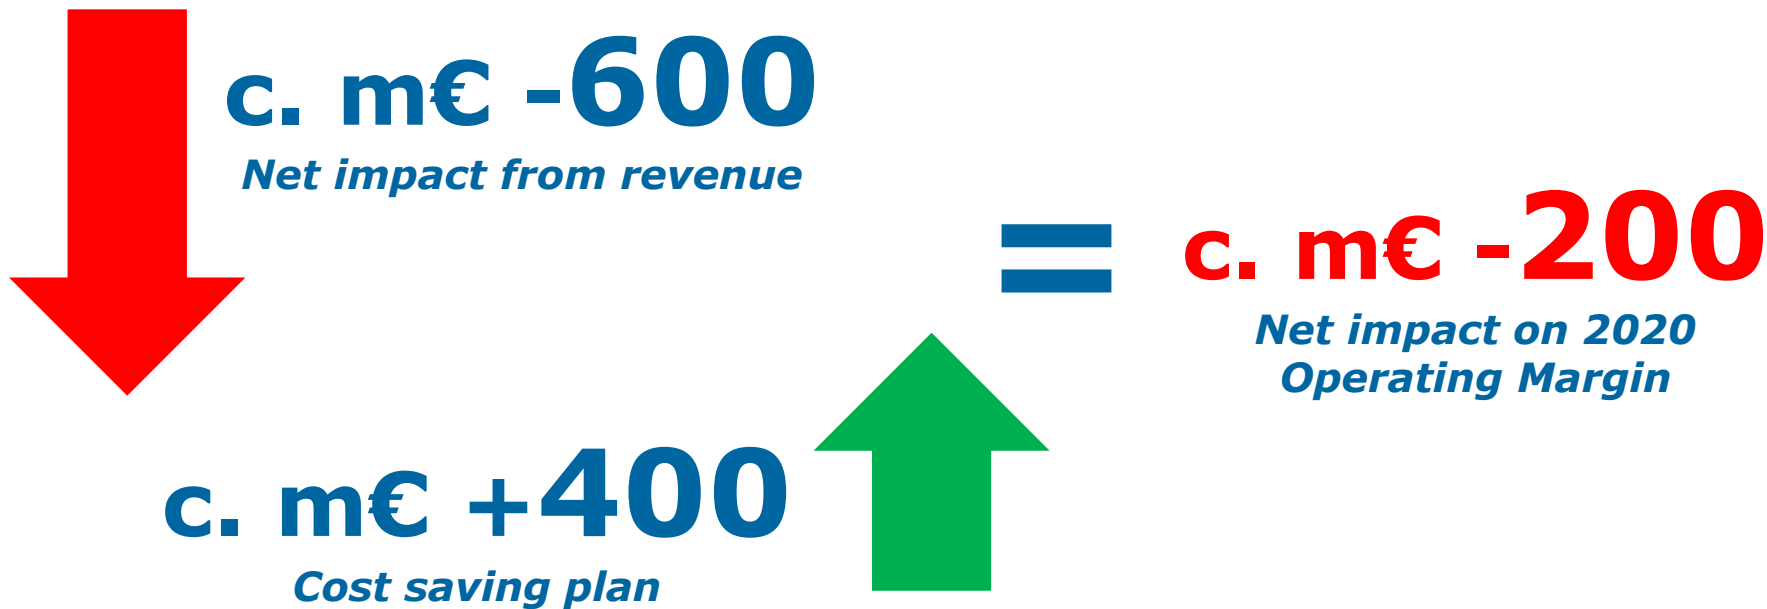 c. m€ -600
Net impact from revenue
=
c. m€ -200
Net impact on 2020
Operating Margin
c. m€ +400
Cost saving plan